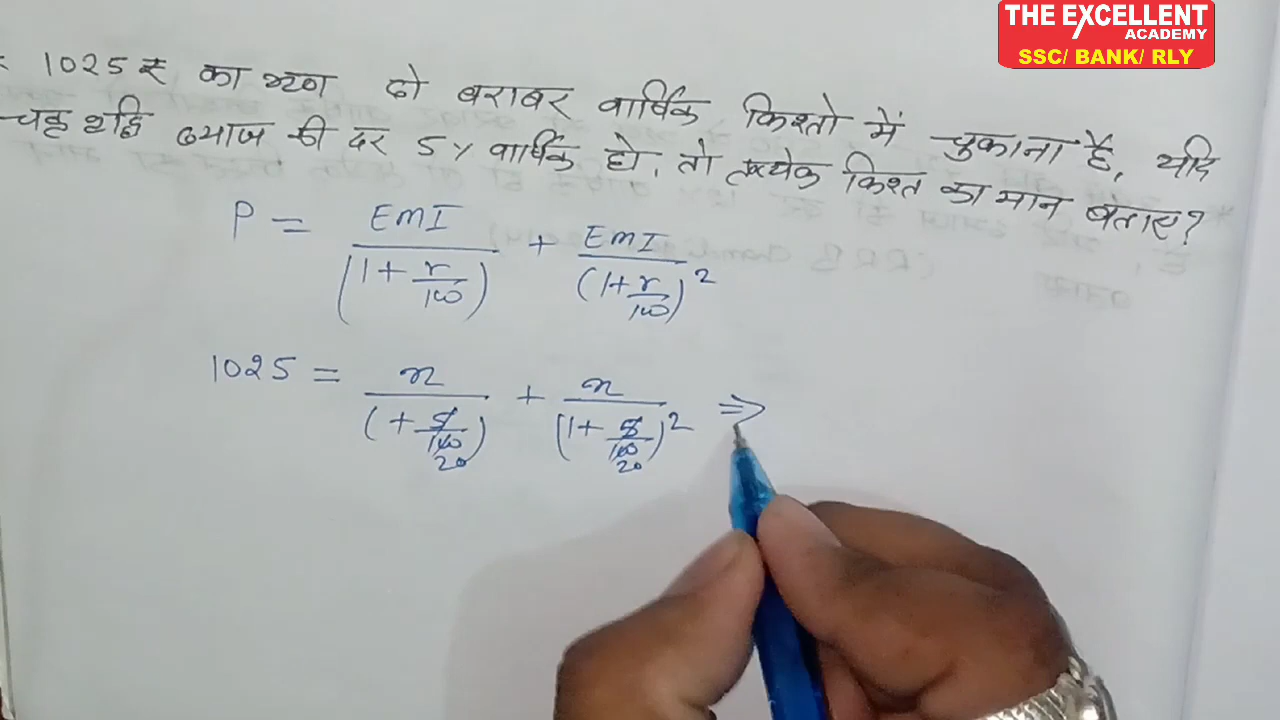 THE EXCELLENT
ACADEMY
SSC/ BANK/ RLY
1025 ₹ का ऋण दो बराबर वार्षिक किश्तो में चुकाना है, यदि
चक्रवृद्धि ब्याज की दर 5% वार्षिक हो, तो प्रत्येक किश्त का मान बताए?
P = EMI/(1+r/100) + EMI/(1+r/100)²
1025 = x/(1+5/100 20) + x/(1+5/100 20)² ⇒